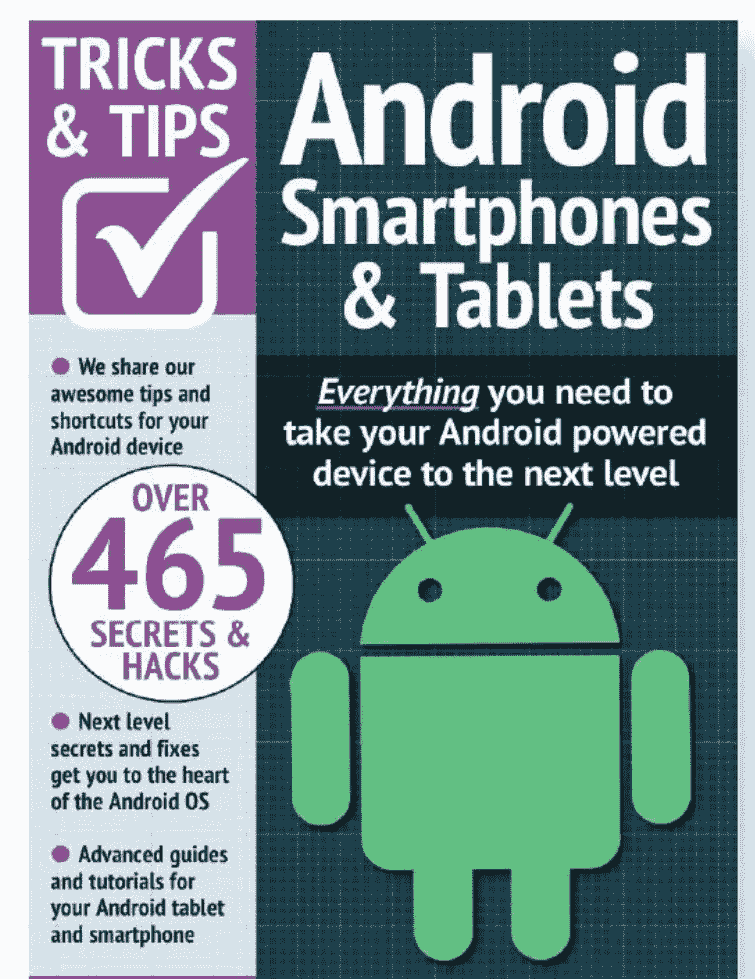 TRICKS
& TIPS
Android
Smartphones
& Tablets
Everything you need to
take your Android powered
device to the next level
● We share our
awesome tips and
shortcuts for your
Android device
OVER
465
SECRETS &
HACKS
● Next level
secrets and fixes
get you to the heart
of the Android OS
● Advanced guides
and tutorials for
your Android tablet
and smartphone